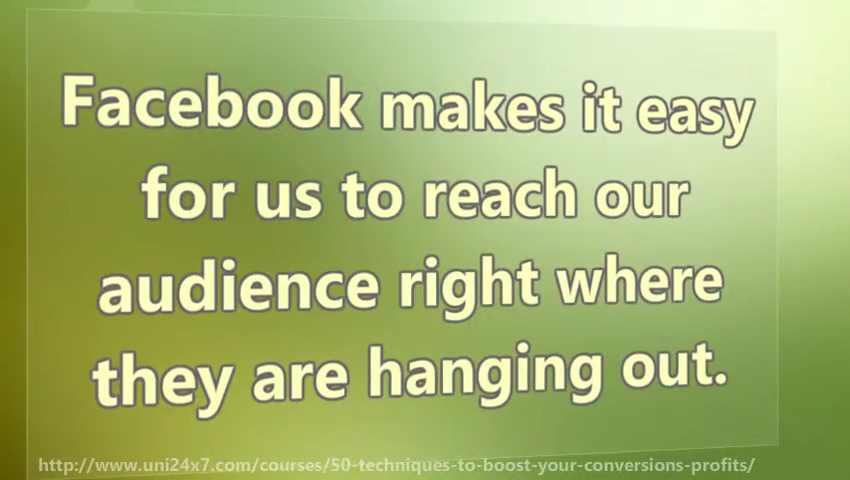 Facebook makes it easy
for us to reach our
audience right where
they are hanging out.
http://www.uni24x7.com/courses/50-techniques-to-boost-your-conversions-profits/